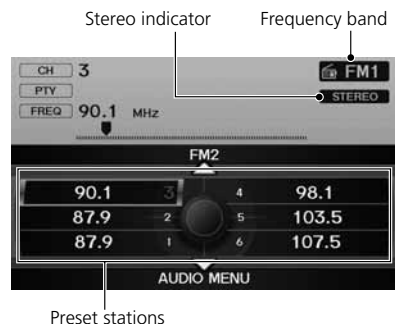 Stereo indicator Frequency band
CH 3 FM1
PTY STEREO
FREQ 90.1 MHz
FM2
90.1 3 4 98.1
87.9 2 5 103.5
87.9 1 6 107.5
AUDIO MENU
Preset stations